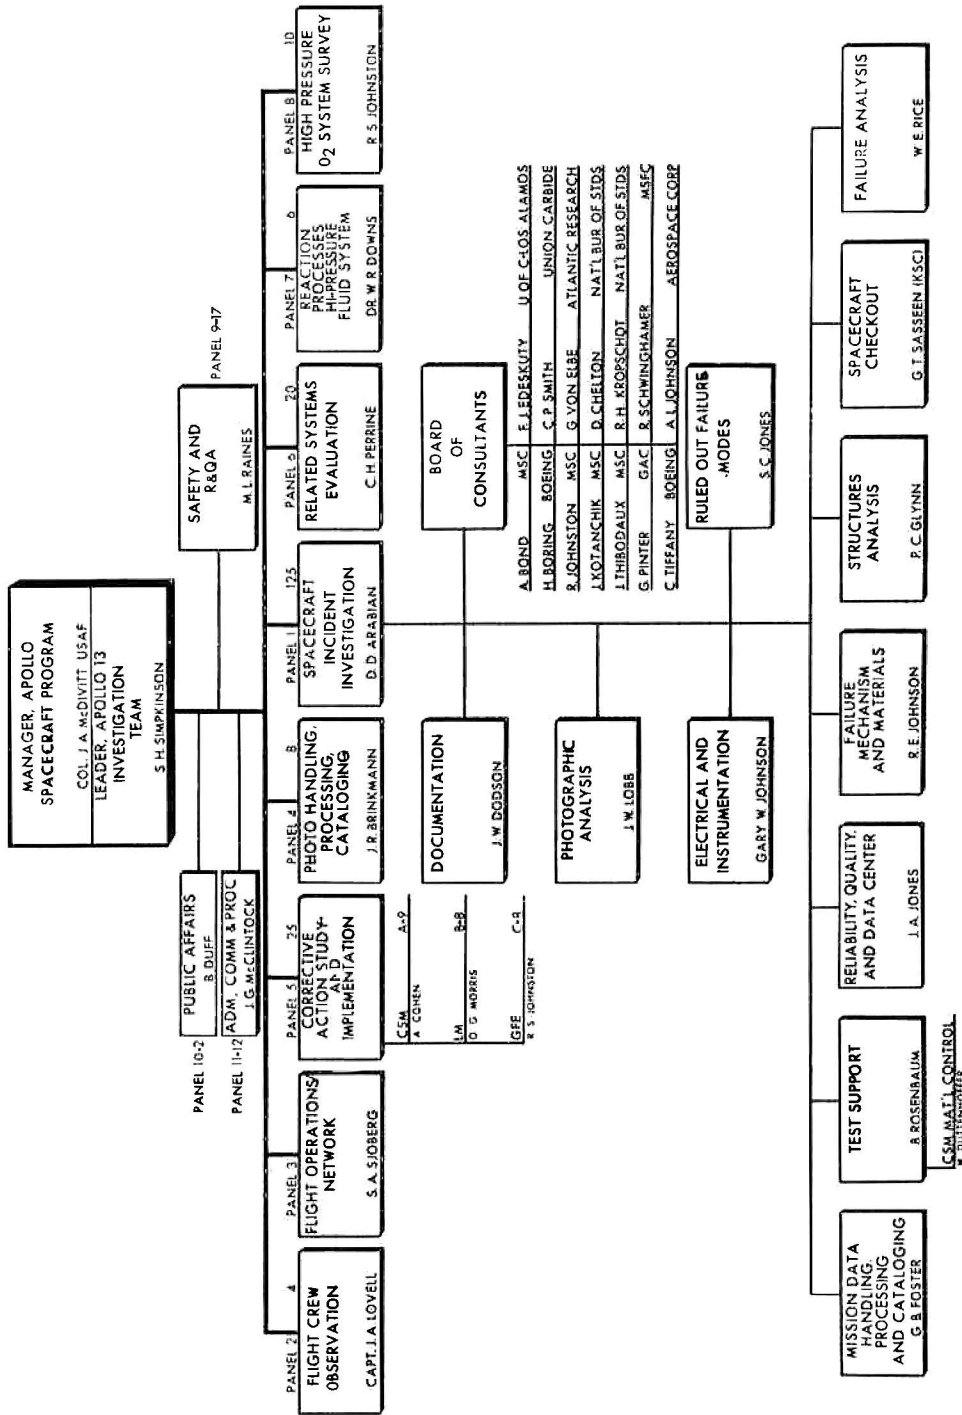 MANAGER, APOLLO
SPACECRAFT PROGRAM
COL. J A McDIVITT USAF
LEADER, APOLLO 13
INVESTIGATION
TEAM
S H. SIMPKINSON
PANEL 10-2
PUBLIC AFFAIRS
B DUFF
PANEL 11-12
ADM, COMM & PROC
J.G. McCLINTOCK
SAFETY AND
R&QA
M. L. RAINES
PANEL 9-17
PANEL 2 4
FLIGHT CREW
OBSERVATION
CAPT. J.A LOVELL
PANEL 3
FLIGHT OPERATIONS/
NETWORK
S.A. SJOBERG
PANEL 5 25
CORRECTIVE
ACTION STUDY-
AND
IMPLEMENTATION
CSM A-9
A COHEN
LM B-8
O G MORRIS
GFE C-8
R S JOHNSTON
PANEL 4 8
PHOTO HANDLING,
PROCESSING,
CATALOGING
J.R. BRINKMANN
PANEL 1 125
SPACECRAFT
INCIDENT
INVESTIGATION
D. D. ARABIAN
PANEL 6 20
RELATED SYSTEMS
EVALUATION
C.H. PERRINE
PANEL 7 6
REACTION
PROCESSES
HI-PRESSURE
FLUID SYSTEM
DR. W R DOWNS
PANEL 8 10
HIGH PRESSURE
O2 SYSTEM SURVEY
R S JOHNSTON
DOCUMENTATION
J.W DODSON
BOARD
OF
CONSULTANTS
A. BOND MSC F. J. EDESKUTY U OF C-LOS ALAMOS
H. BORING BOEING C. P SMITH UNION CARBIDE
R. JOHNSTON MSC G. VON ELBE ATLANTIC RESEARCH
J. KOTANCHIK MSC D. CHELTON NAT'L BUR OF STDS
J. THIBODAUX MSC R. H. KROPSCHOT NAT'L BUR OF STDS
G. PINTER GAC R. SCHWINGHAMER MSFC
C. TIFFANY BOEING A. L. JOHNSON AEROSPACE CORP
PHOTOGRAPHIC
ANALYSIS
J.W. LOBB
ELECTRICAL AND
INSTRUMENTATION
GARY W. JOHNSON
RULED OUT FAILURE
MODES
S. C. JONES
MISSION DATA
HANDLING,
PROCESSING
AND CATALOGING
G B FOSTER
TEST SUPPORT
B ROSENBAUM
CSM MAT'L CONTROL
RELIABILITY, QUALITY,
AND DATA CENTER
J. A. JONES
FAILURE
MECHANISM
AND MATERIALS
R. E. JOHNSON
STRUCTURES
ANALYSIS
P. C. GLYNN
SPACECRAFT
CHECKOUT
G T SASSEEN (KSC)
FAILURE ANALYSIS
W. E. RICE